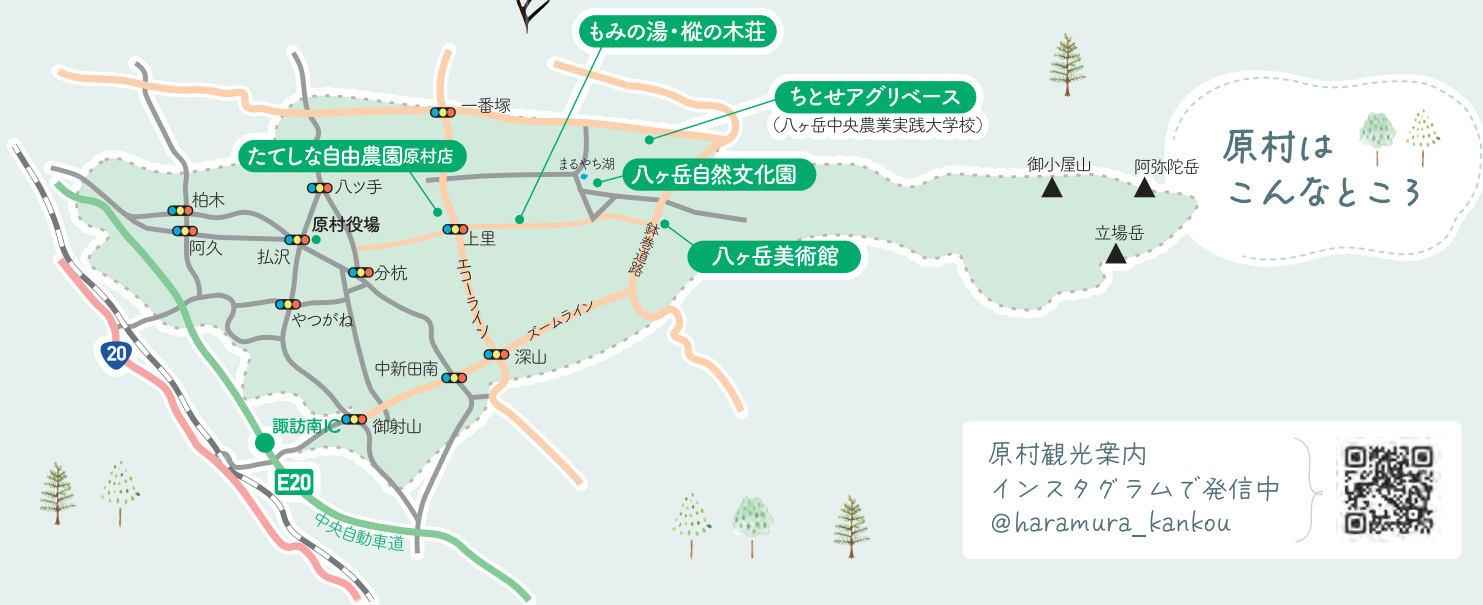 もみの湯・樅の木荘
一番塚
ちとせアグリベース
（八ヶ岳中央農業実践大学校）
たてしな自由農園原村店
まるやち湖
八ヶ岳自然文化園
八ツ手
柏木
原村役場
阿久
払沢
上里
鉢巻道路
八ヶ岳美術館
分杭
エコーライン
やつがね
ズームライン
20
中新田南
深山
諏訪南IC
御射山
E20
中央自動車道
御小屋山
阿弥陀岳
立場岳
原村は
こんなところ
原村観光案内
インスタグラムで発信中
@haramura_kankou